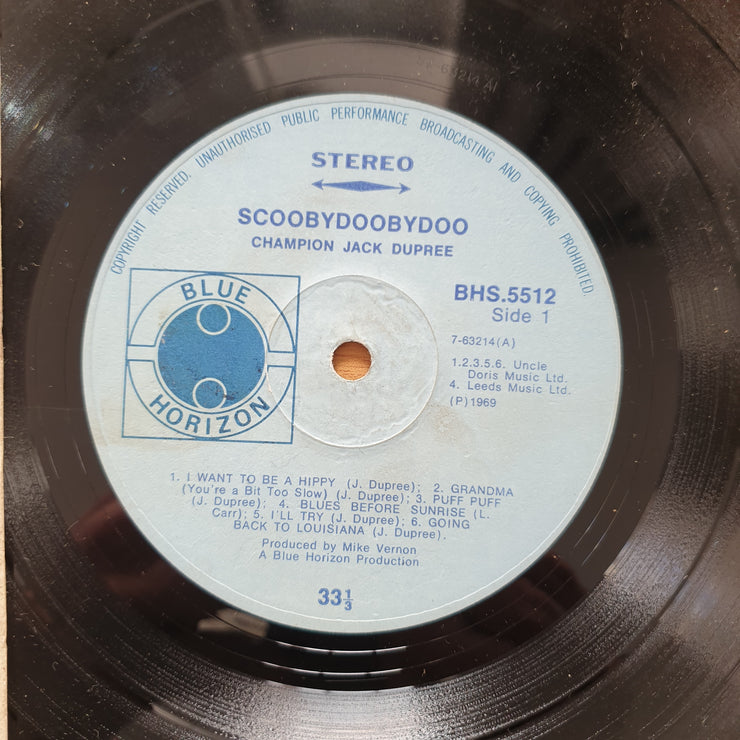 COPYRIGHT RESERVED. UNAUTHORISED PUBLIC PERFORMANCE BROADCASTING AND COPYING PROHIBITED.
STEREO
SCOOBYDOOBYDOO
CHAMPION JACK DUPREE
BLUE
HORIZON
BHS.5512
Side 1
7-63214(A)
1.2.3.5.6. Uncle
Doris Music Ltd.
4. Leeds Music Ltd.
(P)1969
1. I WANT TO BE A HIPPY (J. Dupree); 2. GRANDMA
(You're a Bit Too Slow) (J. Dupree); 3. PUFF PUFF
(J. Dupree); 4. BLUES BEFORE SUNRISE (L.
Carr); 5. I'LL TRY (J. Dupree); 6. GOING
BACK TO LOUISIANA (J. Dupree).
Produced by Mike Vernon
A Blue Horizon Production
33⅓